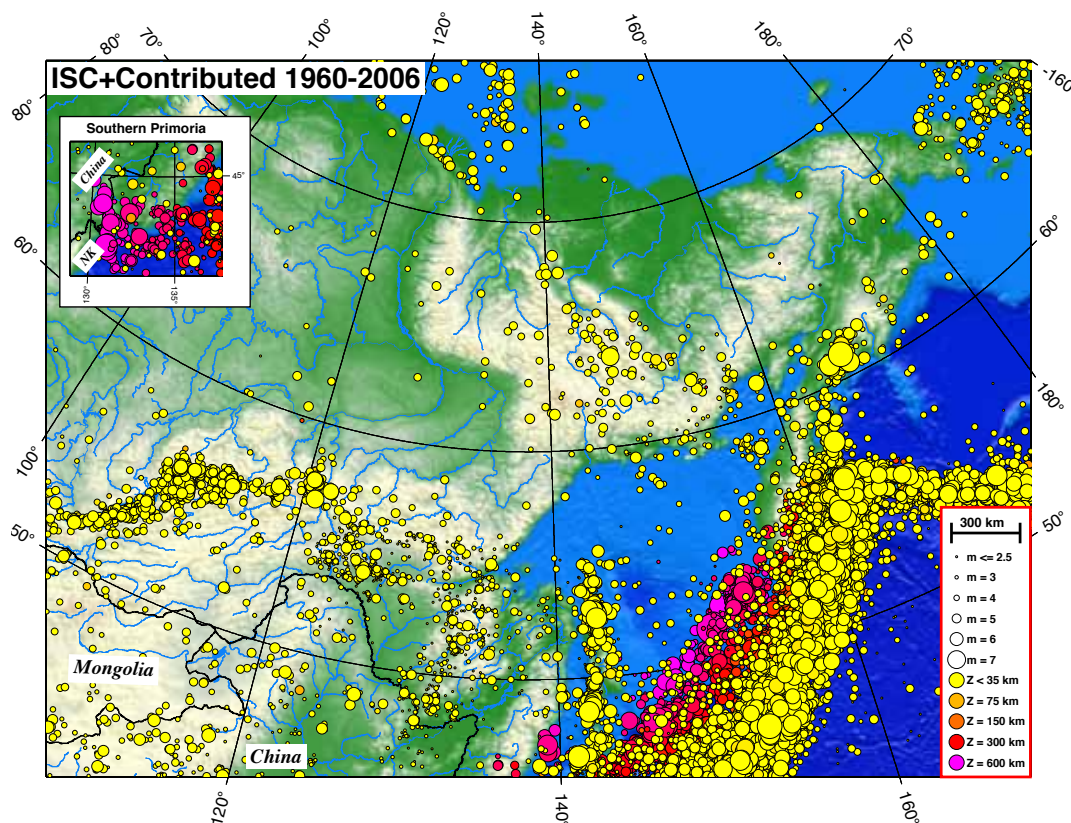 80° 70° 100° 120° 140° 160° 180° 70° -160°
ISC+Contributed 1960-2006
80°
Southern Primoria
China
45°
NK
130°
135°
60°
60°
180°
100°
50°
50°
300 km
m <= 2.5
m = 3
m = 4
m = 5
m = 6
m = 7
Z < 35 km
Z = 75 km
Z = 150 km
Z = 300 km
Z = 600 km
Mongolia
China
120°
140°
160°